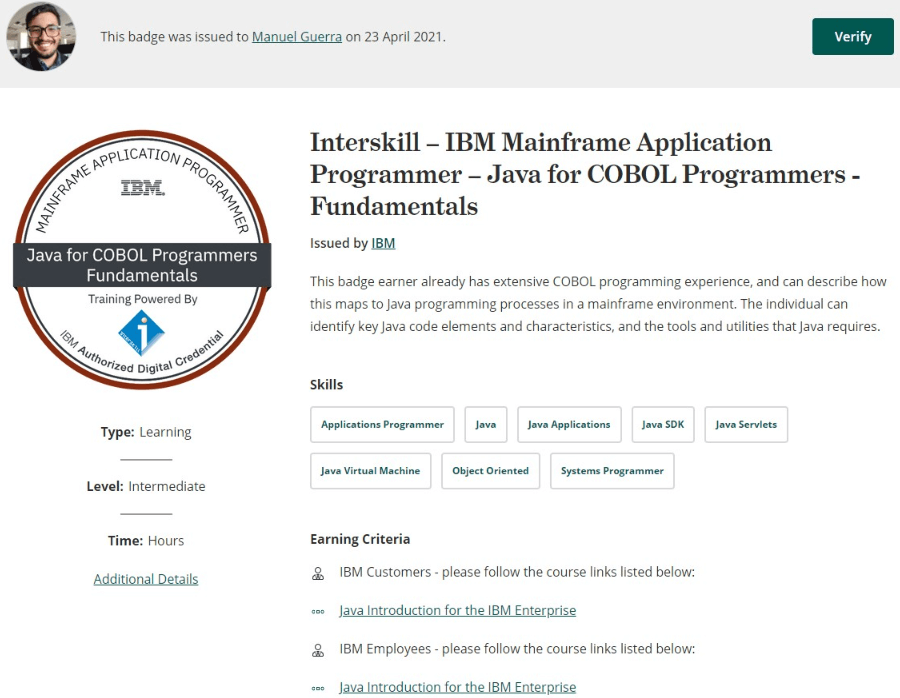 This badge was issued to Manuel Guerra on 23 April 2021.
Verify
MAINFRAME APPLICATION PROGRAMMER
IBM.
Java for COBOL Programmers
Fundamentals
Training Powered By
IBM Authorized Digital Credential
Type: Learning
Level: Intermediate
Time: Hours
Additional Details
Interskill – IBM Mainframe Application
Programmer – Java for COBOL Programmers -
Fundamentals
Issued by IBM
This badge earner already has extensive COBOL programming experience, and can describe how
this maps to Java programming processes in a mainframe environment. The individual can
identify key Java code elements and characteristics, and the tools and utilities that Java requires.
Skills
Applications Programmer Java Java Applications Java SDK Java Servlets
Java Virtual Machine Object Oriented Systems Programmer
Earning Criteria
IBM Customers - please follow the course links listed below:
Java Introduction for the IBM Enterprise
IBM Employees - please follow the course links listed below:
Java Introduction for the IBM Enterprise